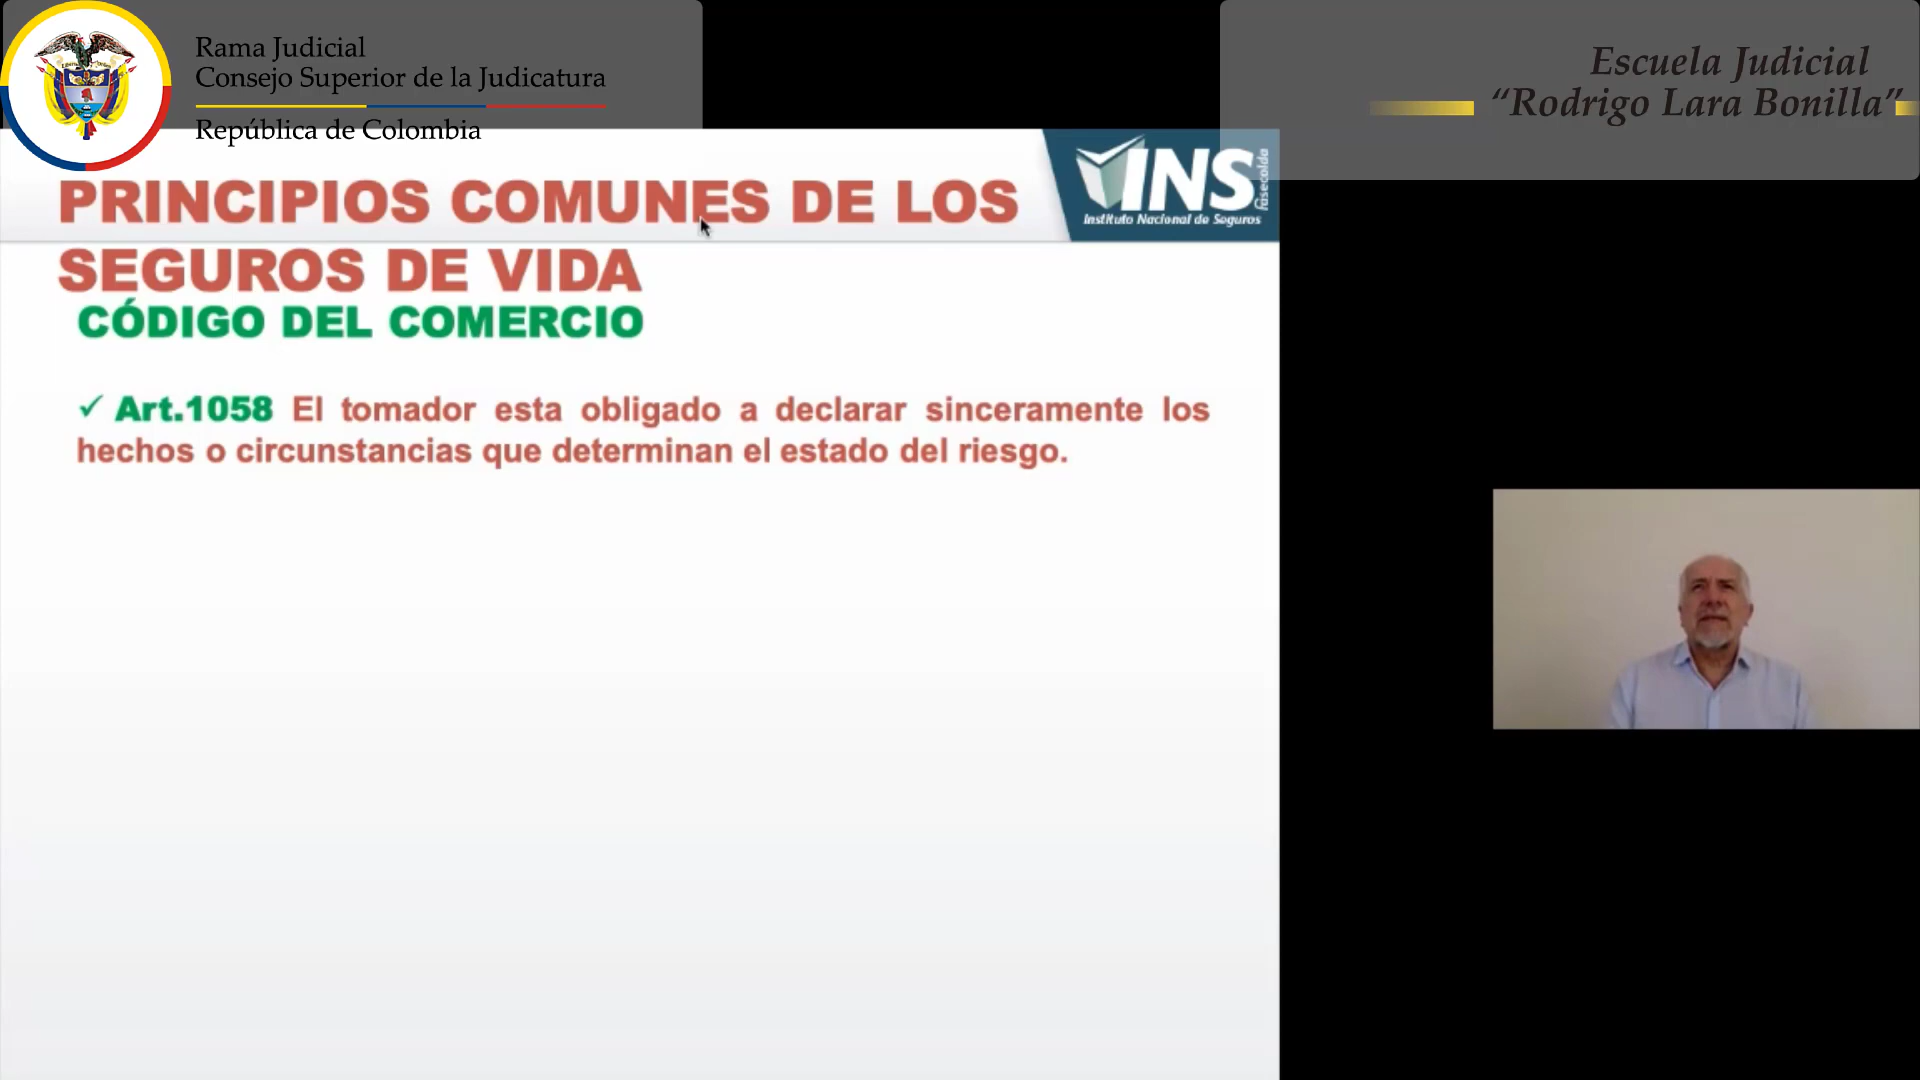 Rama Judicial
Consejo Superior de la Judicatura
República de Colombia
Escuela Judicial
“Rodrigo Lara Bonilla”
INS
fasecolda
Instituto Nacional de Seguros
PRINCIPIOS COMUNES DE LOS
SEGUROS DE VIDA
CÓDIGO DEL COMERCIO
✓ Art.1058 El tomador esta obligado a declarar sinceramente los
hechos o circunstancias que determinan el estado del riesgo.